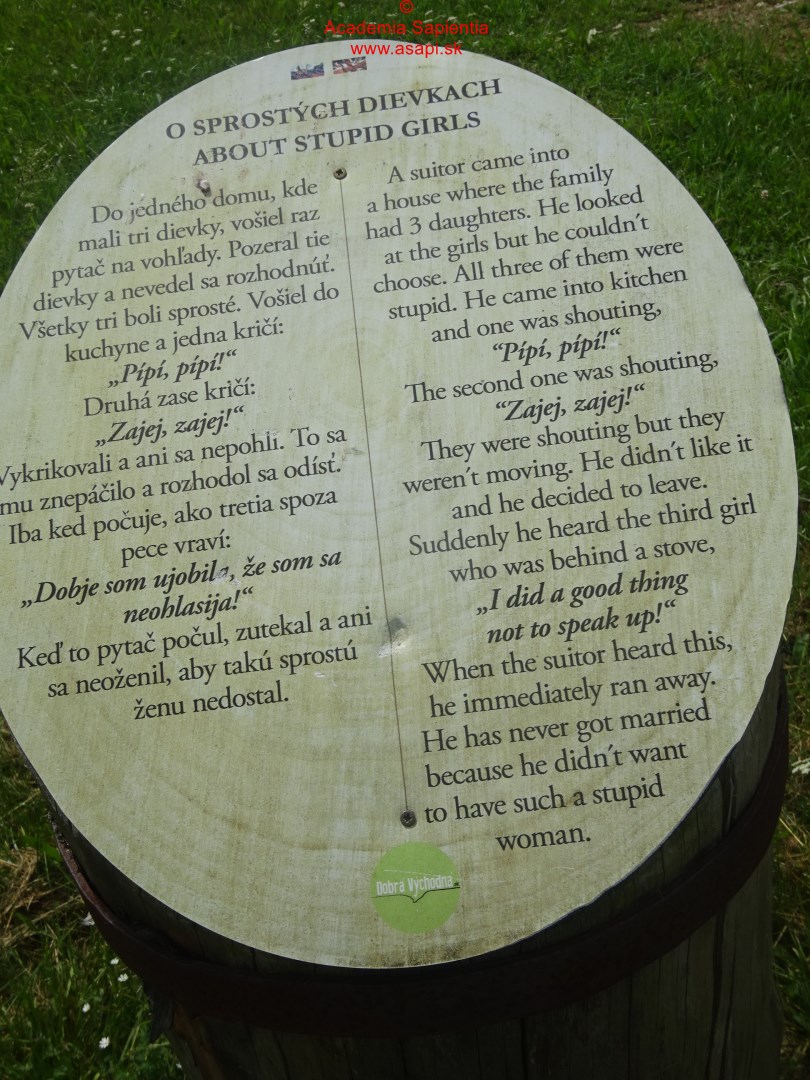 ©
Academia Sapientia
www.asapi.sk
O SPROSTÝCH DIEVKACH
ABOUT STUPID GIRLS
Do jedného domu, kde
mali tri dievky, vošiel raz
pytač na vohľady. Pozeral tie
dievky a nevedel sa rozhodnúť.
Všetky tri boli sprosté. Vošiel do
kuchyne a jedna kričí:
„Pípí, pípí!“
Druhá zase kričí:
„Zajej, zajej!“
Vykrikovali a ani sa nepohli. To sa
mu znepáčilo a rozhodol sa odísť.
Iba keď počuje, ako tretia spoza
pece vraví:
„Dobje som ujobila, že som sa
neohlasija!“
Keď to pytač počul, zutekal a ani
sa neoženil, aby takú sprostú
ženu nedostal.
A suitor came into
a house where the family
had 3 daughters. He looked
at the girls but he couldn´t
choose. All three of them were
stupid. He came into kitchen
and one was shouting,
“Pípí, pípí!“
The second one was shouting,
“Zajej, zajej!“
They were shouting but they
weren´t moving. He didn´t like it
and he decided to leave.
Suddenly he heard the third girl
who was behind a stove,
„I did a good thing
not to speak up!“
When the suitor heard this,
he immediately ran away.
He has never got married
because he didn´t want
to have such a stupid
woman.
Dobrá Východná